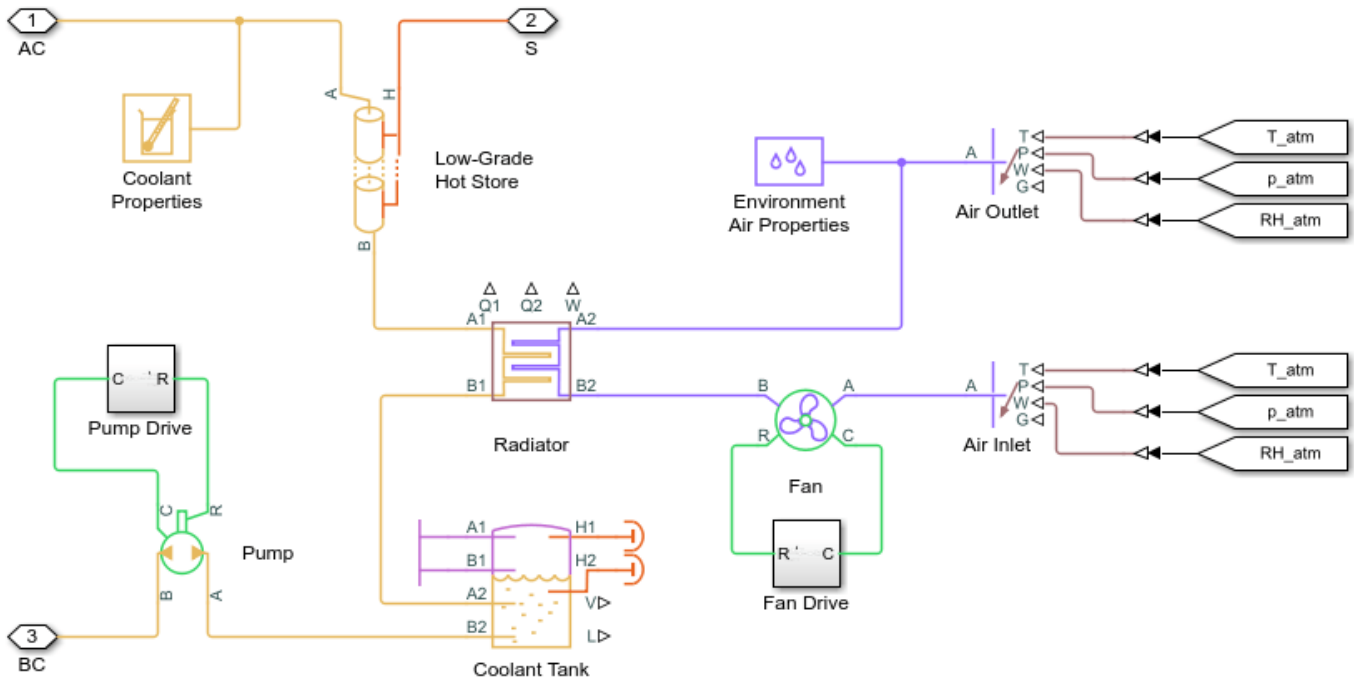 1
AC
2
S
A
H
Low-Grade
Hot Store
B
Coolant
Properties
Environment
Air Properties
A
T
P
W
G
Air Outlet
T_atm
p_atm
RH_atm
Q1
Q2
W
A1
A2
B1
B2
Radiator
C
R
Pump Drive
C
R
Pump
B
A
3
BC
B
A
R
C
Fan
R
C
Fan Drive
A
T
P
W
G
Air Inlet
T_atm
p_atm
RH_atm
A1
H1
B1
H2
A2
V
B2
L
Coolant Tank